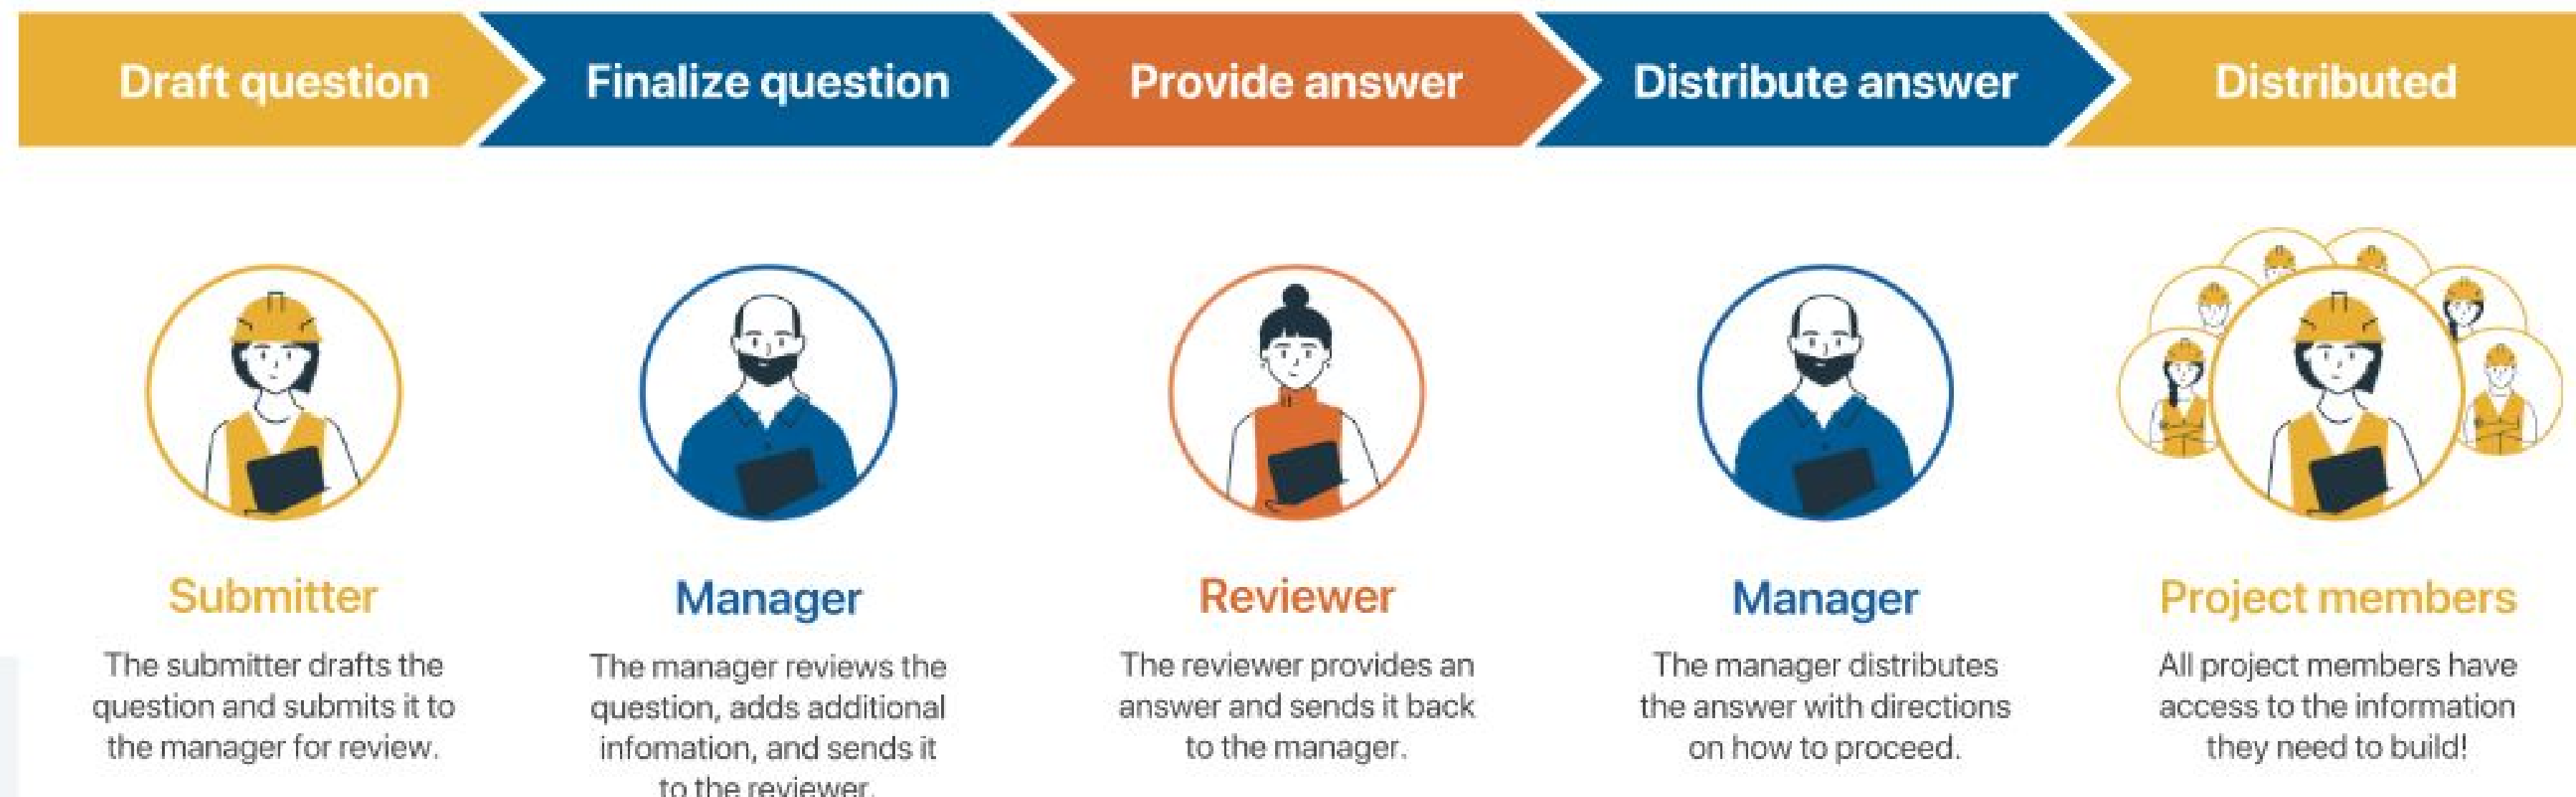 Draft question
Finalize question
Provide answer
Distribute answer
Distributed
Submitter
The submitter drafts the
question and submits it to
the manager for review.
Manager
The manager reviews the
question, adds additional
infomation, and sends it
to the reviewer.
Reviewer
The reviewer provides an
answer and sends it back
to the manager.
Manager
The manager distributes
the answer with directions
on how to proceed.
Project members
All project members have
access to the information
they need to build!